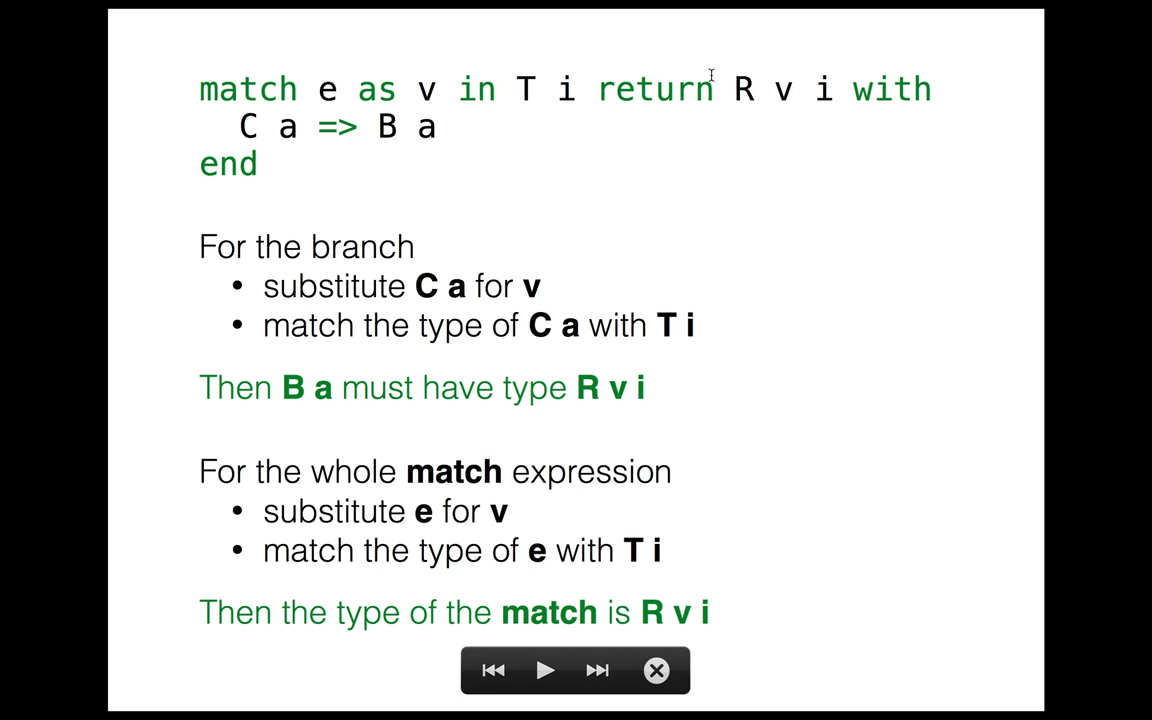 match e as v in T i return R v i with
C a => B a
end
For the branch
• substitute C a for v
• match the type of C a with T i
Then B a must have type R v i
For the whole match expression
• substitute e for v
• match the type of e with T i
Then the type of the match is R v i